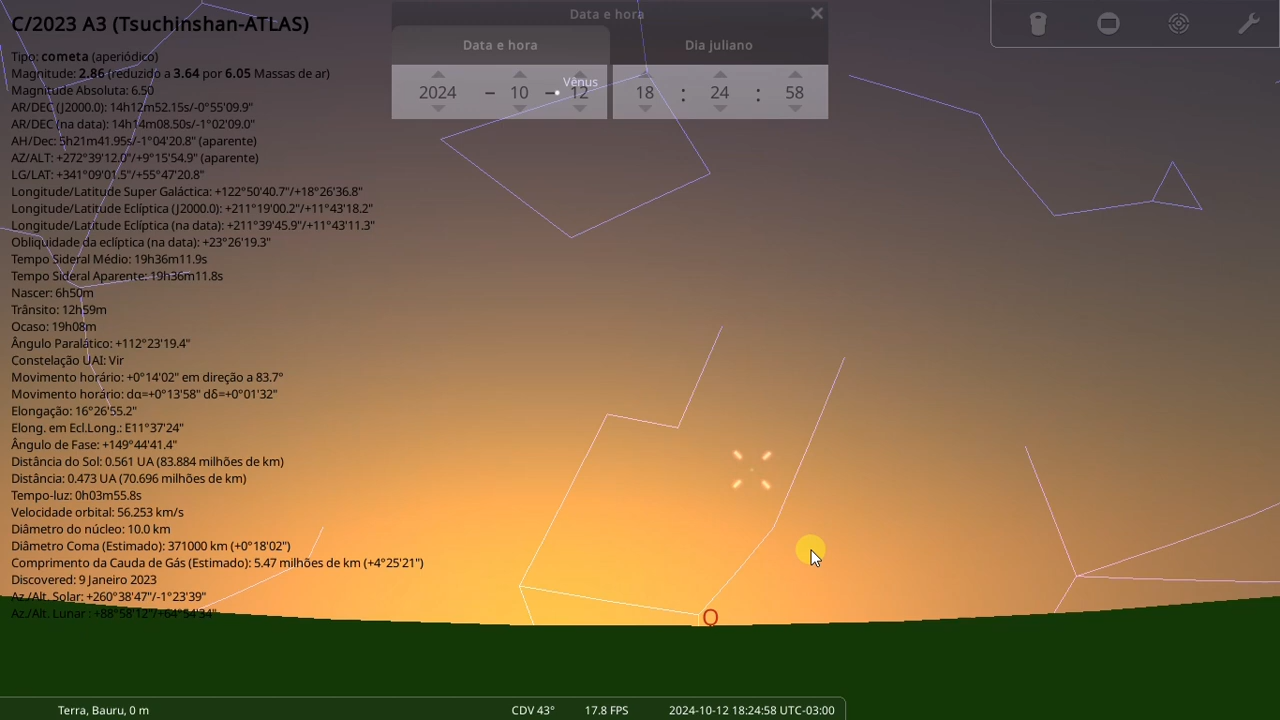 C/2023 A3 (Tsuchinshan-ATLAS)
Tipo: cometa (aperiódico)
Magnitude: 2.86 (reduzido a 3.64 por 6.05 Massas de ar)
Magnitude Absoluta: 6.50
AR/DEC (J2000.0): 14h12m52.15s/-0°55'09.9"
AR/DEC (na data): 14h14m08.50s/-1°02'09.0"
AH/Dec: 5h21m41.95s/-1°04'20.8" (aparente)
AZ/ALT: +272°39'12.0"/+9°15'54.9" (aparente)
LG/LAT: +341°09'01.5"/+55°47'20.8"
Longitude/Latitude Super Galáctica: +122°50'40.7"/+18°26'36.8"
Longitude/Latitude Eclíptica (J2000.0): +211°19'00.2"/+11°43'18.2"
Longitude/Latitude Eclíptica (na data): +211°39'45.9"/+11°43'11.3"
Obliquidade da eclíptica (na data): +23°26'19.3"
Tempo Sideral Médio: 19h36m11.9s
Tempo Sideral Aparente: 19h36m11.8s
Nascer: 6h50m
Trânsito: 12h59m
Ocaso: 19h08m
Ângulo Paralático: +112°23'19.4"
Constelação UAI: Vir
Movimento horário: +0°14'02" em direção a 83.7°
Movimento horário: dα=+0°13'58" dδ=+0°01'32"
Elongação: 16°26'55.2"
Elong. em Ecl.Long.: E11°37'24"
Ângulo de Fase: +149°44'41.4"
Distância do Sol: 0.561 UA (83.884 milhões de km)
Distância: 0.473 UA (70.696 milhões de km)
Tempo-luz: 0h03m55.8s
Velocidade orbital: 56.253 km/s
Diâmetro do núcleo: 10.0 km
Diâmetro Coma (Estimado): 371000 km (+0°18'02")
Comprimento da Cauda de Gás (Estimado): 5.47 milhões de km (+4°25'21")
Discovered: 9 Janeiro 2023
Az./Alt. Solar: +260°38'47"/-1°23'39"
Az./Alt. Lunar : +88°58'12"/+64°54'34"
Data e hora
Data e hora Dia juliano
Vênus
2024 – 10 – 12 18 : 24 : 58
O
Terra, Bauru, 0 m CDV 43° 17.8 FPS 2024-10-12 18:24:58 UTC-03:00